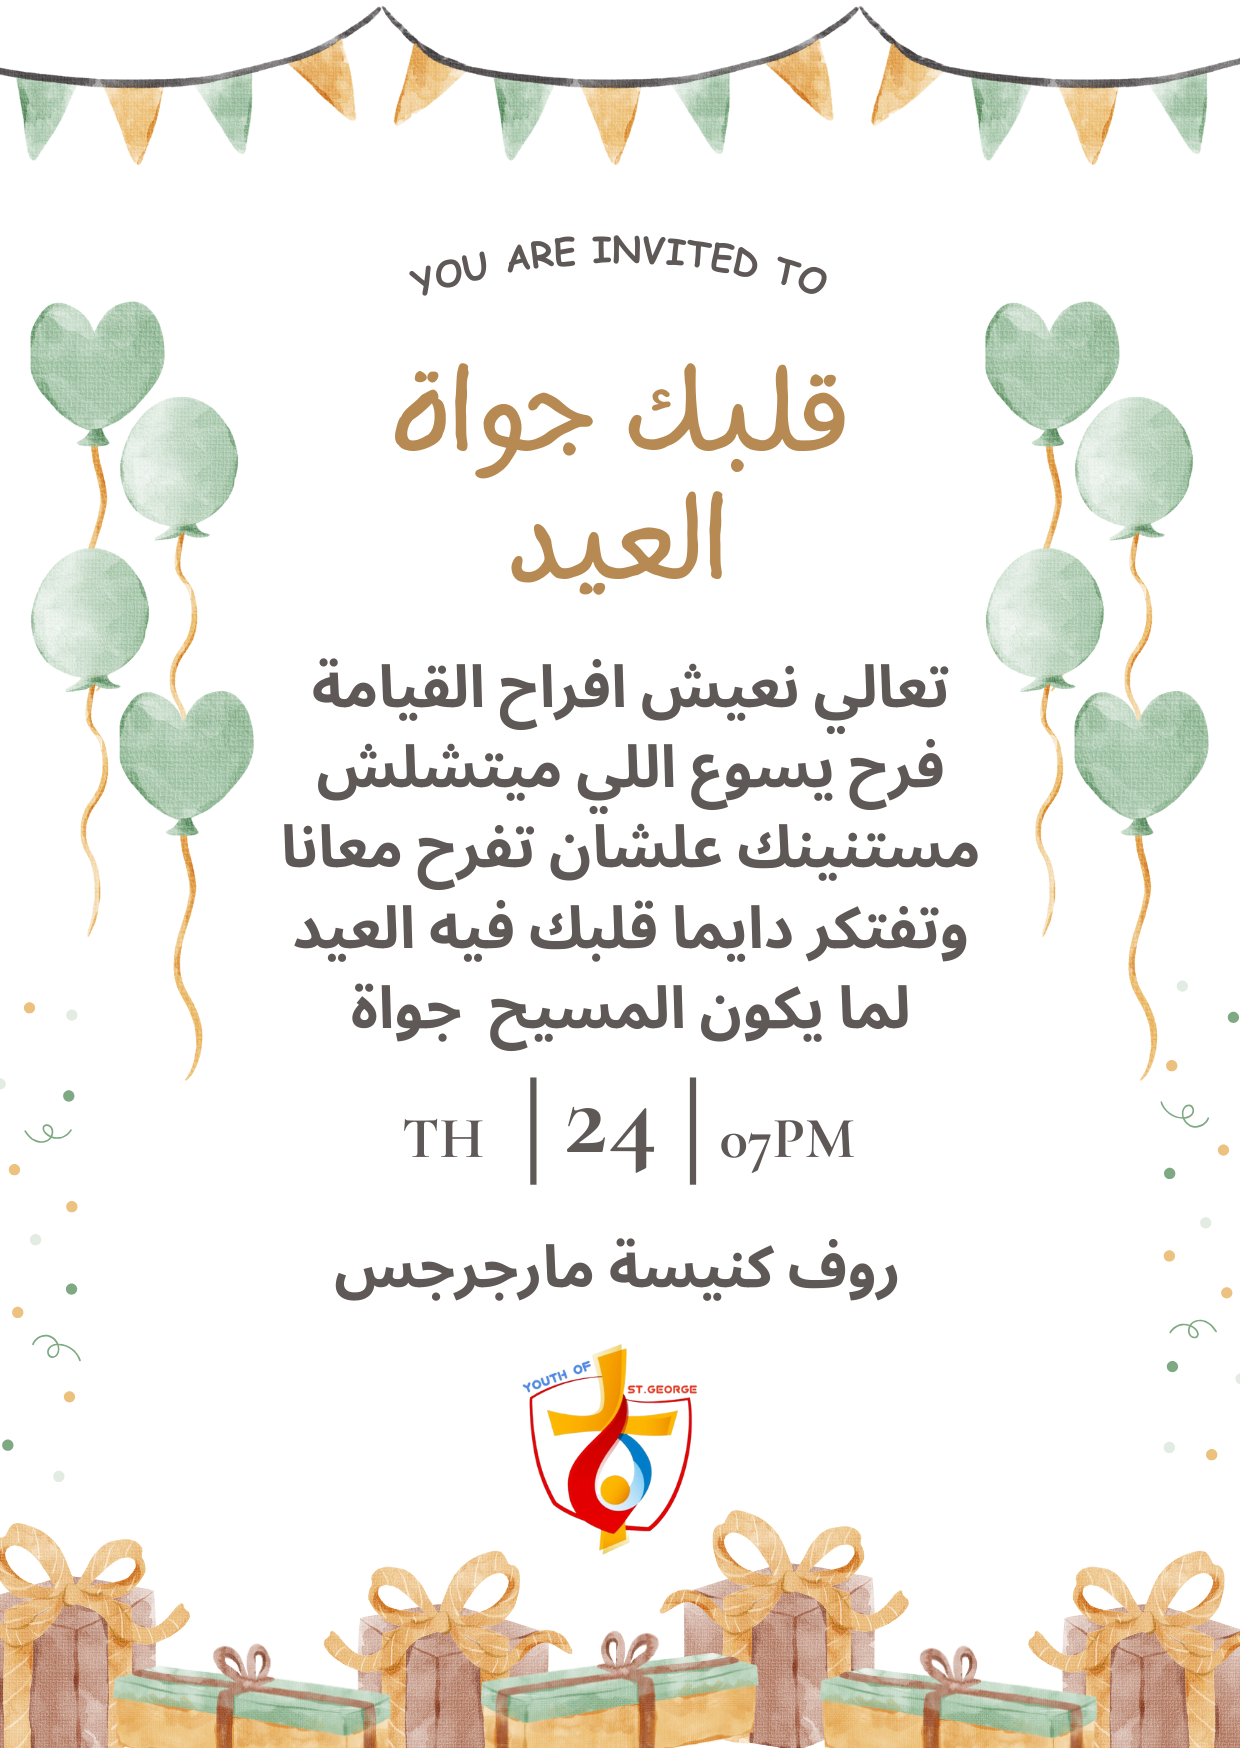 YOU ARE INVITED TO
قلبك جواة
العيد
تعالي نعيش افراح القيامة
فرح يسوع اللي ميتشلش
مستنينك علشان تفرح معانا
وتفتكر دايما قلبك فيه العيد
لما يكون المسيح جواة
TH | 24 | 07PM
روف كنيسة مارجرجس
YOUTH OF ST.GEORGE